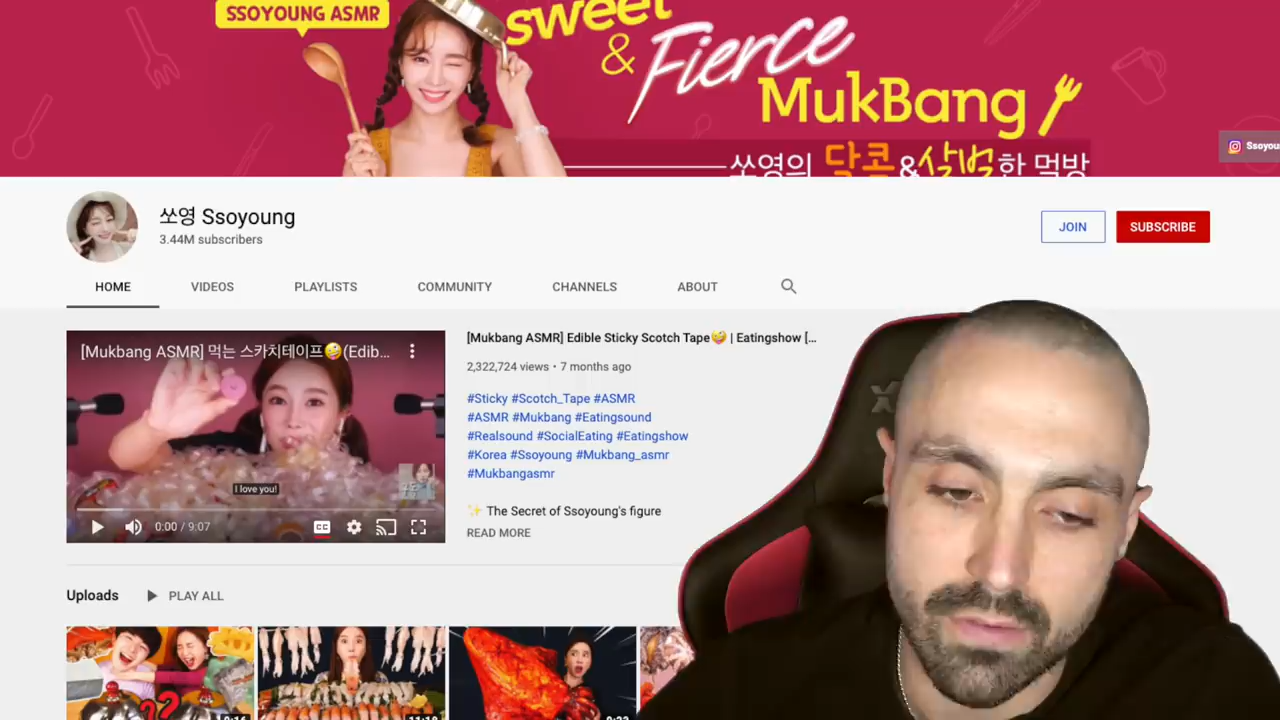 SSOYOUNG ASMR
sweet
& Fierce
MukBang
쏘영의 달콤&살벌한 먹방
쏘영 Ssoyoung
3.44M subscribers
JOIN
SUBSCRIBE
HOME
VIDEOS
PLAYLISTS
COMMUNITY
CHANNELS
ABOUT
[Mukbang ASMR] 먹는 스카치테이프🤪(Edib...
I love you!
0:00 / 9:07
CC
[Mukbang ASMR] Edible Sticky Scotch Tape🤪 | Eatingshow [...
2,322,724 views • 7 months ago
#Sticky #Scotch_Tape #ASMR
#ASMR #Mukbang #Eatingsound
#Realsound #SocialEating #Eatingshow
#Korea #Ssoyoung #Mukbang_asmr
#Mukbangasmr
✨ The Secret of Ssoyoung's figure
READ MORE
Uploads
PLAY ALL
??